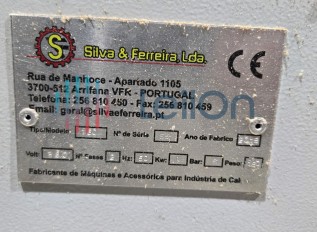 Silva & Ferreira, Lda.
CE
Rua de Manhoce - Apartado 1105
3700-512 Arrifana VFR - PORTUGAL
Telefone: 256 810 450 - Fax: 256 810 459
Email: geral@silvaeferreira.pt
Tipo/Modelo: Nº de Série Ano de Fabrico
Volt: Nº Fases Hz: Kw: Bar: Peso:
Fabricante de Máquinas e Acessórios para Indústria de Cal